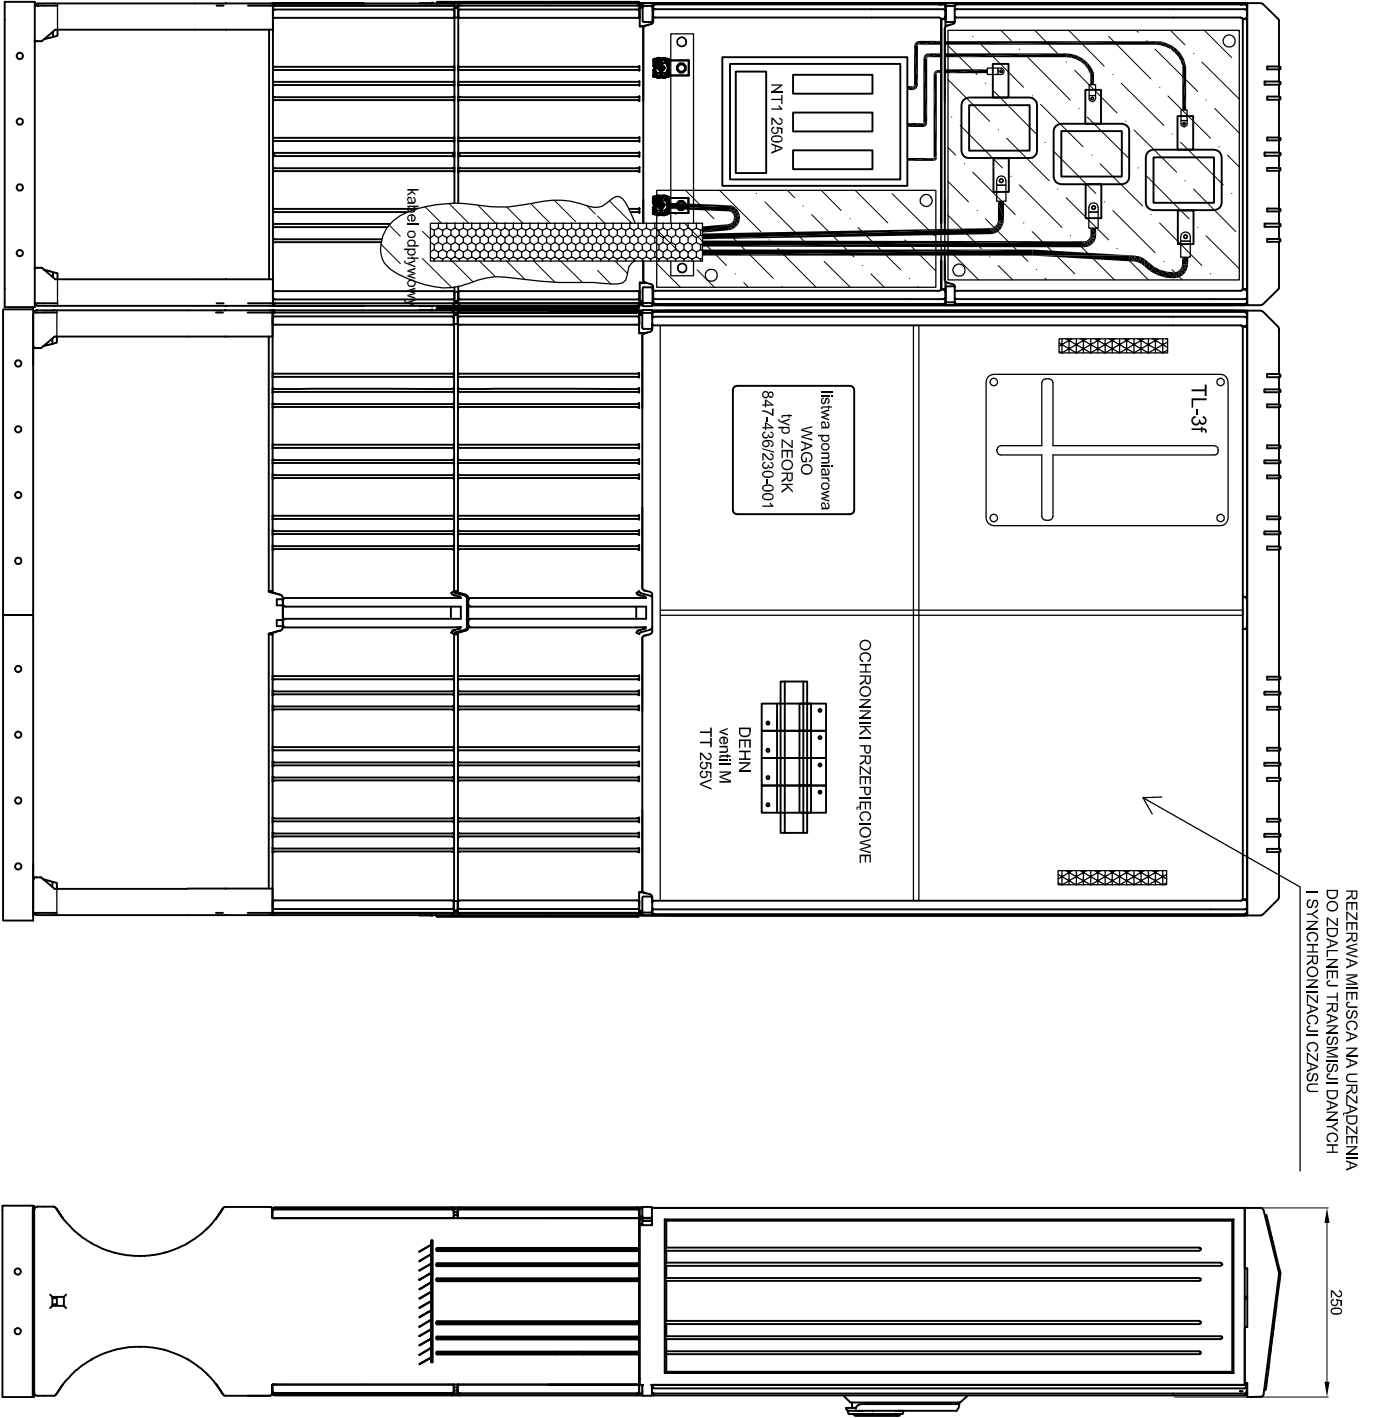 REZERWA MIEJSCA NA URZĄDZENIA
DO ZDALNEJ TRANSMISJI DANYCH
I SYNCHRONIZACJI CZASU
TL-3f
NT1 250A
kabel odpływowy
listwa pomiarowa
WAGO
typ ZEORK
847-436/230-001
OCHRONNIKI PRZEPIĘCIOWE
DEHN
ventil M
TT 255V
250